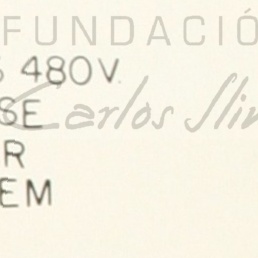 FUNDACIÓ
480V.
Carlos Slim
SE
R
EM